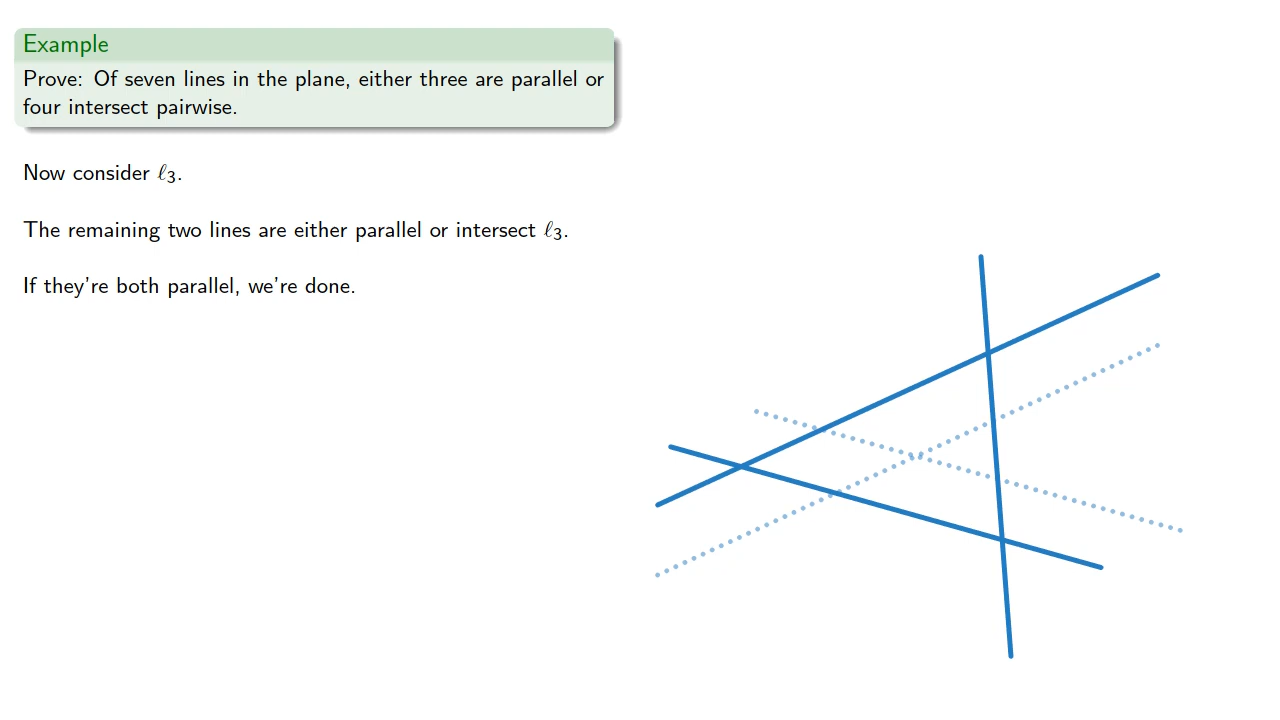 Example
Prove: Of seven lines in the plane, either three are parallel or
four intersect pairwise.
Now consider ℓ₃.
The remaining two lines are either parallel or intersect ℓ₃.
If they're both parallel, we're done.